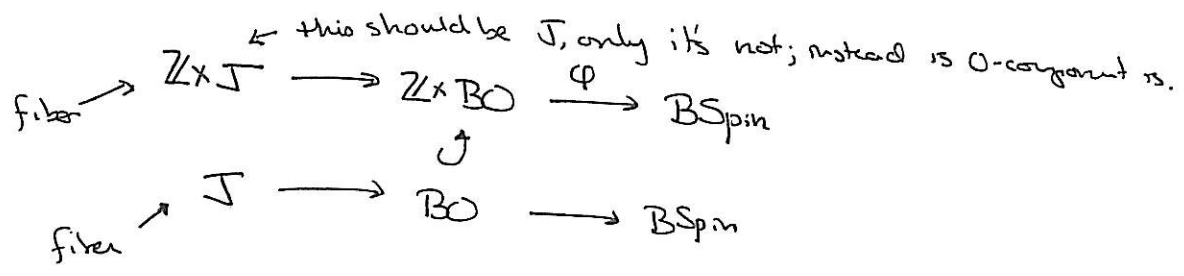 ← this should be J, only it's not; instead is 0-component is.
fiber → ℤ×J → ℤ×BO →φ BSpin
fiber → J → BO → BSpin